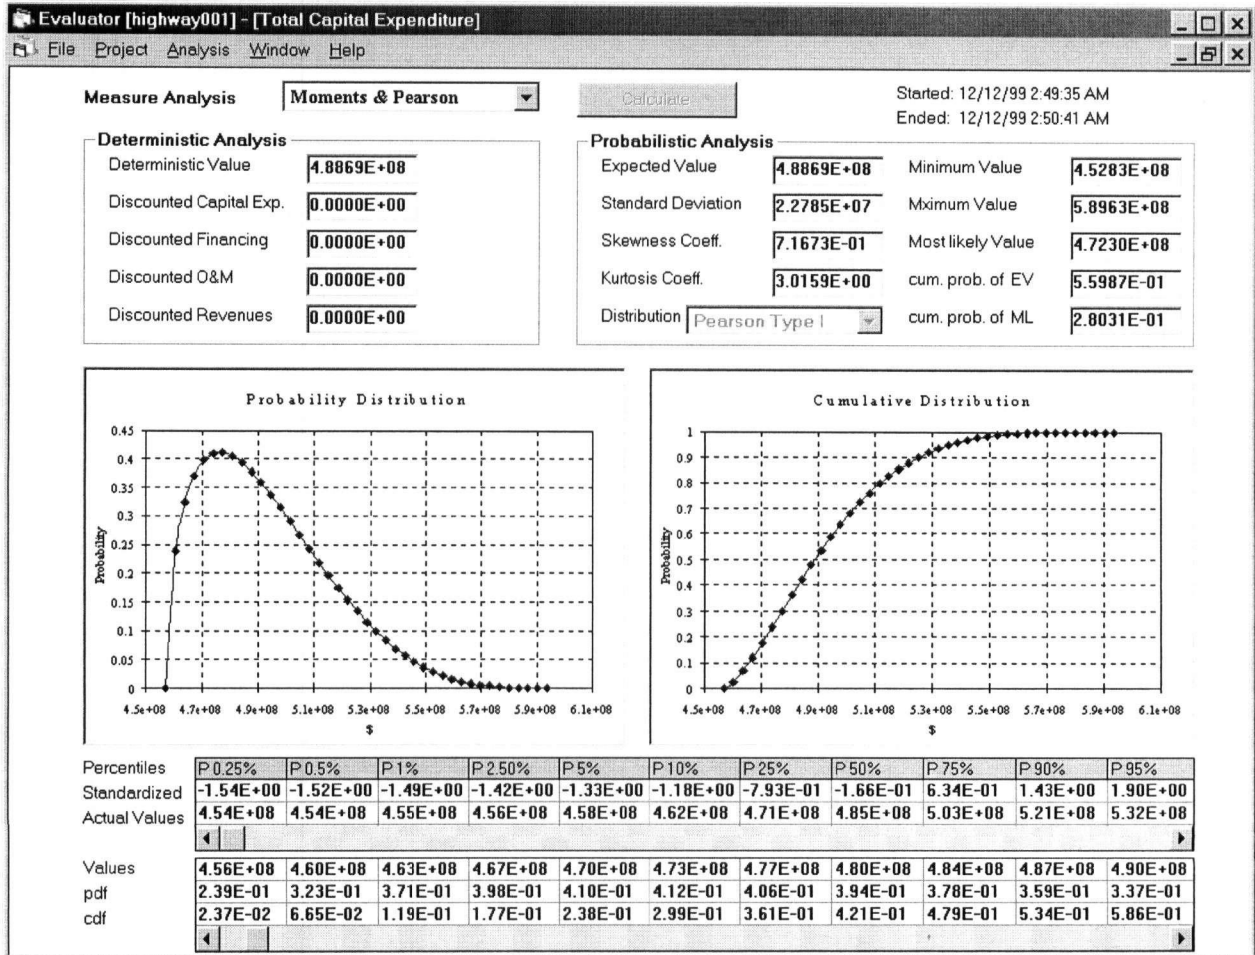 Evaluator [highway001] - [Total Capital Expenditure]
File Project Analysis Window Help
Measure Analysis Moments & Pearson Calculate Started: 12/12/99 2:49:35 AM
Ended: 12/12/99 2:50:41 AM
Deterministic Analysis Probabilistic Analysis
Deterministic Value 4.8869E+08 Expected Value 4.8869E+08 Minimum Value 4.5283E+08
Discounted Capital Exp. 0.0000E+00 Standard Deviation 2.2785E+07 Mximum Value 5.8963E+08
Discounted Financing 0.0000E+00 Skewness Coeff. 7.1673E-01 Most likely Value 4.7230E+08
Discounted O&M 0.0000E+00 Kurtosis Coeff. 3.0159E+00 cum. prob. of EV 5.5987E-01
Discounted Revenues 0.0000E+00 Distribution Pearson Type I cum. prob. of ML 2.8031E-01
Probability Distribution
0.45
0.4
0.35
0.3
0.25
0.2
0.15
0.1
0.05
0
Probability
4.5e+08 4.7e+08 4.9e+08 5.1e+08 5.3e+08 5.5e+08 5.7e+08 5.9e+08 6.1e+08
$
Cumulative Distribution
1
0.9
0.8
0.7
0.6
0.5
0.4
0.3
0.2
0.1
0
Probability
4.5e+08 4.7e+08 4.9e+08 5.1e+08 5.3e+08 5.5e+08 5.7e+08 5.9e+08 6.1e+08
$
Percentiles P 0.25% P 0.5% P 1% P 2.50% P 5% P 10% P 25% P 50% P 75% P 90% P 95%
Standardized -1.54E+00 -1.52E+00 -1.49E+00 -1.42E+00 -1.33E+00 -1.18E+00 -7.93E-01 -1.66E-01 6.34E-01 1.43E+00 1.90E+00
Actual Values 4.54E+08 4.54E+08 4.55E+08 4.56E+08 4.58E+08 4.62E+08 4.71E+08 4.85E+08 5.03E+08 5.21E+08 5.32E+08
Values 4.56E+08 4.60E+08 4.63E+08 4.67E+08 4.70E+08 4.73E+08 4.77E+08 4.80E+08 4.84E+08 4.87E+08 4.90E+08
pdf 2.39E-01 3.23E-01 3.71E-01 3.98E-01 4.10E-01 4.12E-01 4.06E-01 3.94E-01 3.78E-01 3.59E-01 3.37E-01
cdf 2.37E-02 6.65E-02 1.19E-01 1.77E-01 2.38E-01 2.99E-01 3.61E-01 4.21E-01 4.79E-01 5.34E-01 5.86E-01